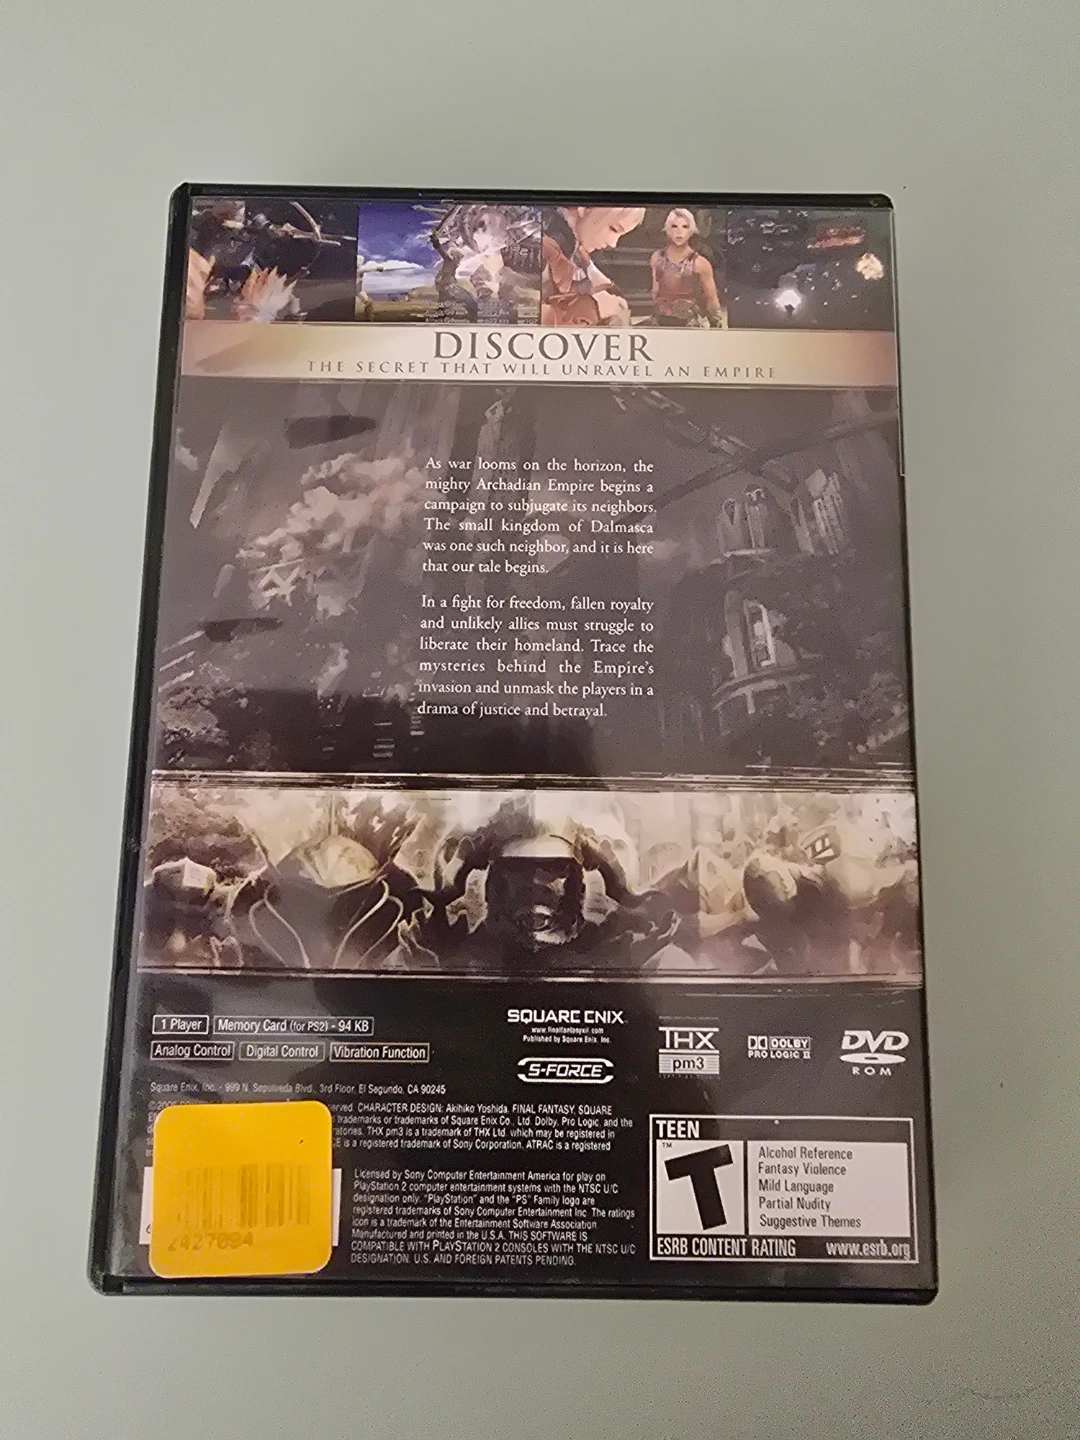 DISCOVER
THE SECRET THAT WILL UNRAVEL AN EMPIRE
As war looms on the horizon, the
mighty Archadian Empire begins a
campaign to subjugate its neighbors.
The small kingdom of Dalmasca
was one such neighbor, and it is here
that our tale begins.
In a fight for freedom, fallen royalty
and unlikely allies must struggle to
liberate their homeland. Trace the
mysteries behind the Empire's
invasion and unmask the players in a
drama of justice and betrayal.
1 Player
Memory Card (for PS2) - 94 KB
Analog Control
Digital Control
Vibration Function
SQUARE ENIX
www.finalfantasyxii.com
Published by Square Enix, Inc.
S-FORCE
THX
pm3
DOLBY
PRO LOGIC II
DVD
ROM
Square Enix, Inc. - 999 N. Sepulveda Blvd., 3rd Floor, El Segundo, CA 90245
CHARACTER DESIGN: Akihiko Yoshida. FINAL FANTASY, SQUARE
trademarks or trademarks of Square Enix Co., Ltd. Dolby, Pro Logic, and the
THX pm3 is a trademark of THX Ltd. which may be registered in
is a registered trademark of Sony Corporation. ATRAC is a registered
Licensed by Sony Computer Entertainment America for play on
PlayStation 2 computer entertainment systems with the NTSC U/C
designation only. "PlayStation" and the "PS" Family logo are
registered trademarks of Sony Computer Entertainment Inc. The ratings
icon is a trademark of the Entertainment Software Association.
Manufactured and printed in the U.S.A. THIS SOFTWARE IS
COMPATIBLE WITH PLAYSTATION 2 CONSOLES WITH THE NTSC U/C
DESIGNATION. U.S. AND FOREIGN PATENTS PENDING.
2427094
TEEN
T
TM
Alcohol Reference
Fantasy Violence
Mild Language
Partial Nudity
Suggestive Themes
ESRB CONTENT RATING www.esrb.org